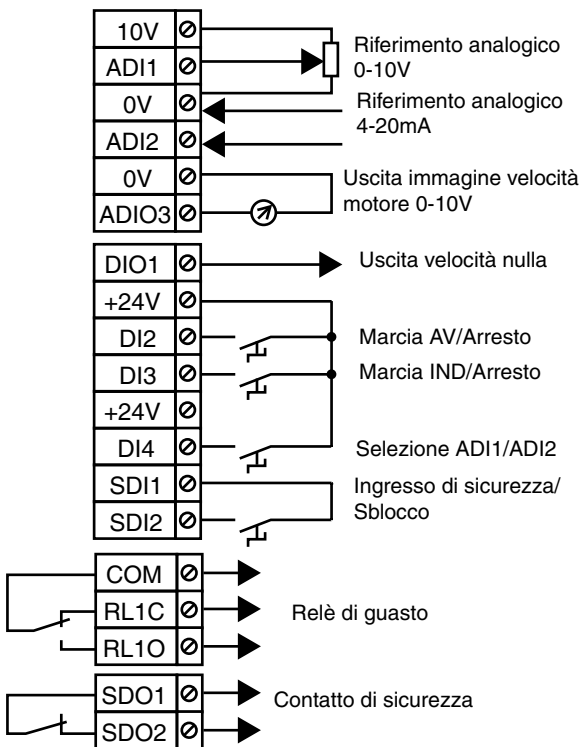 10V
ADI1
Riferimento analogico
0-10V
0V
Riferimento analogico
4-20mA
ADI2
0V
Uscita immagine velocità
motore 0-10V
ADIO3
DIO1
Uscita velocità nulla
+24V
DI2
Marcia AV/Arresto
DI3
Marcia IND/Arresto
+24V
DI4
Selezione ADI1/ADI2
SDI1
Ingresso di sicurezza/
Sblocco
SDI2
COM
RL1C
Relè di guasto
RL1O
SDO1
Contatto di sicurezza
SDO2